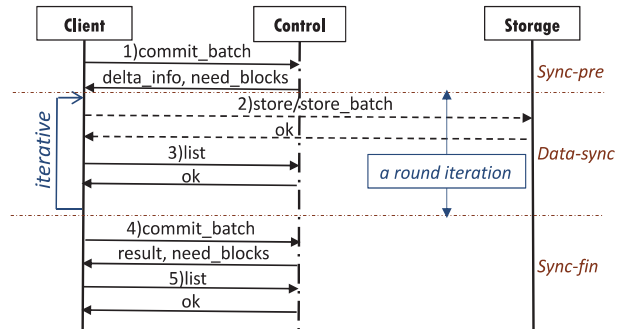 Client
Control
Storage
1)commit_batch
Sync-pre
delta_info, need_blocks
2)store/store_batch
ok
iterative
3)list
a round iteration
Data-sync
ok
4)commit_batch
result, need_blocks
Sync-fin
5)list
ok